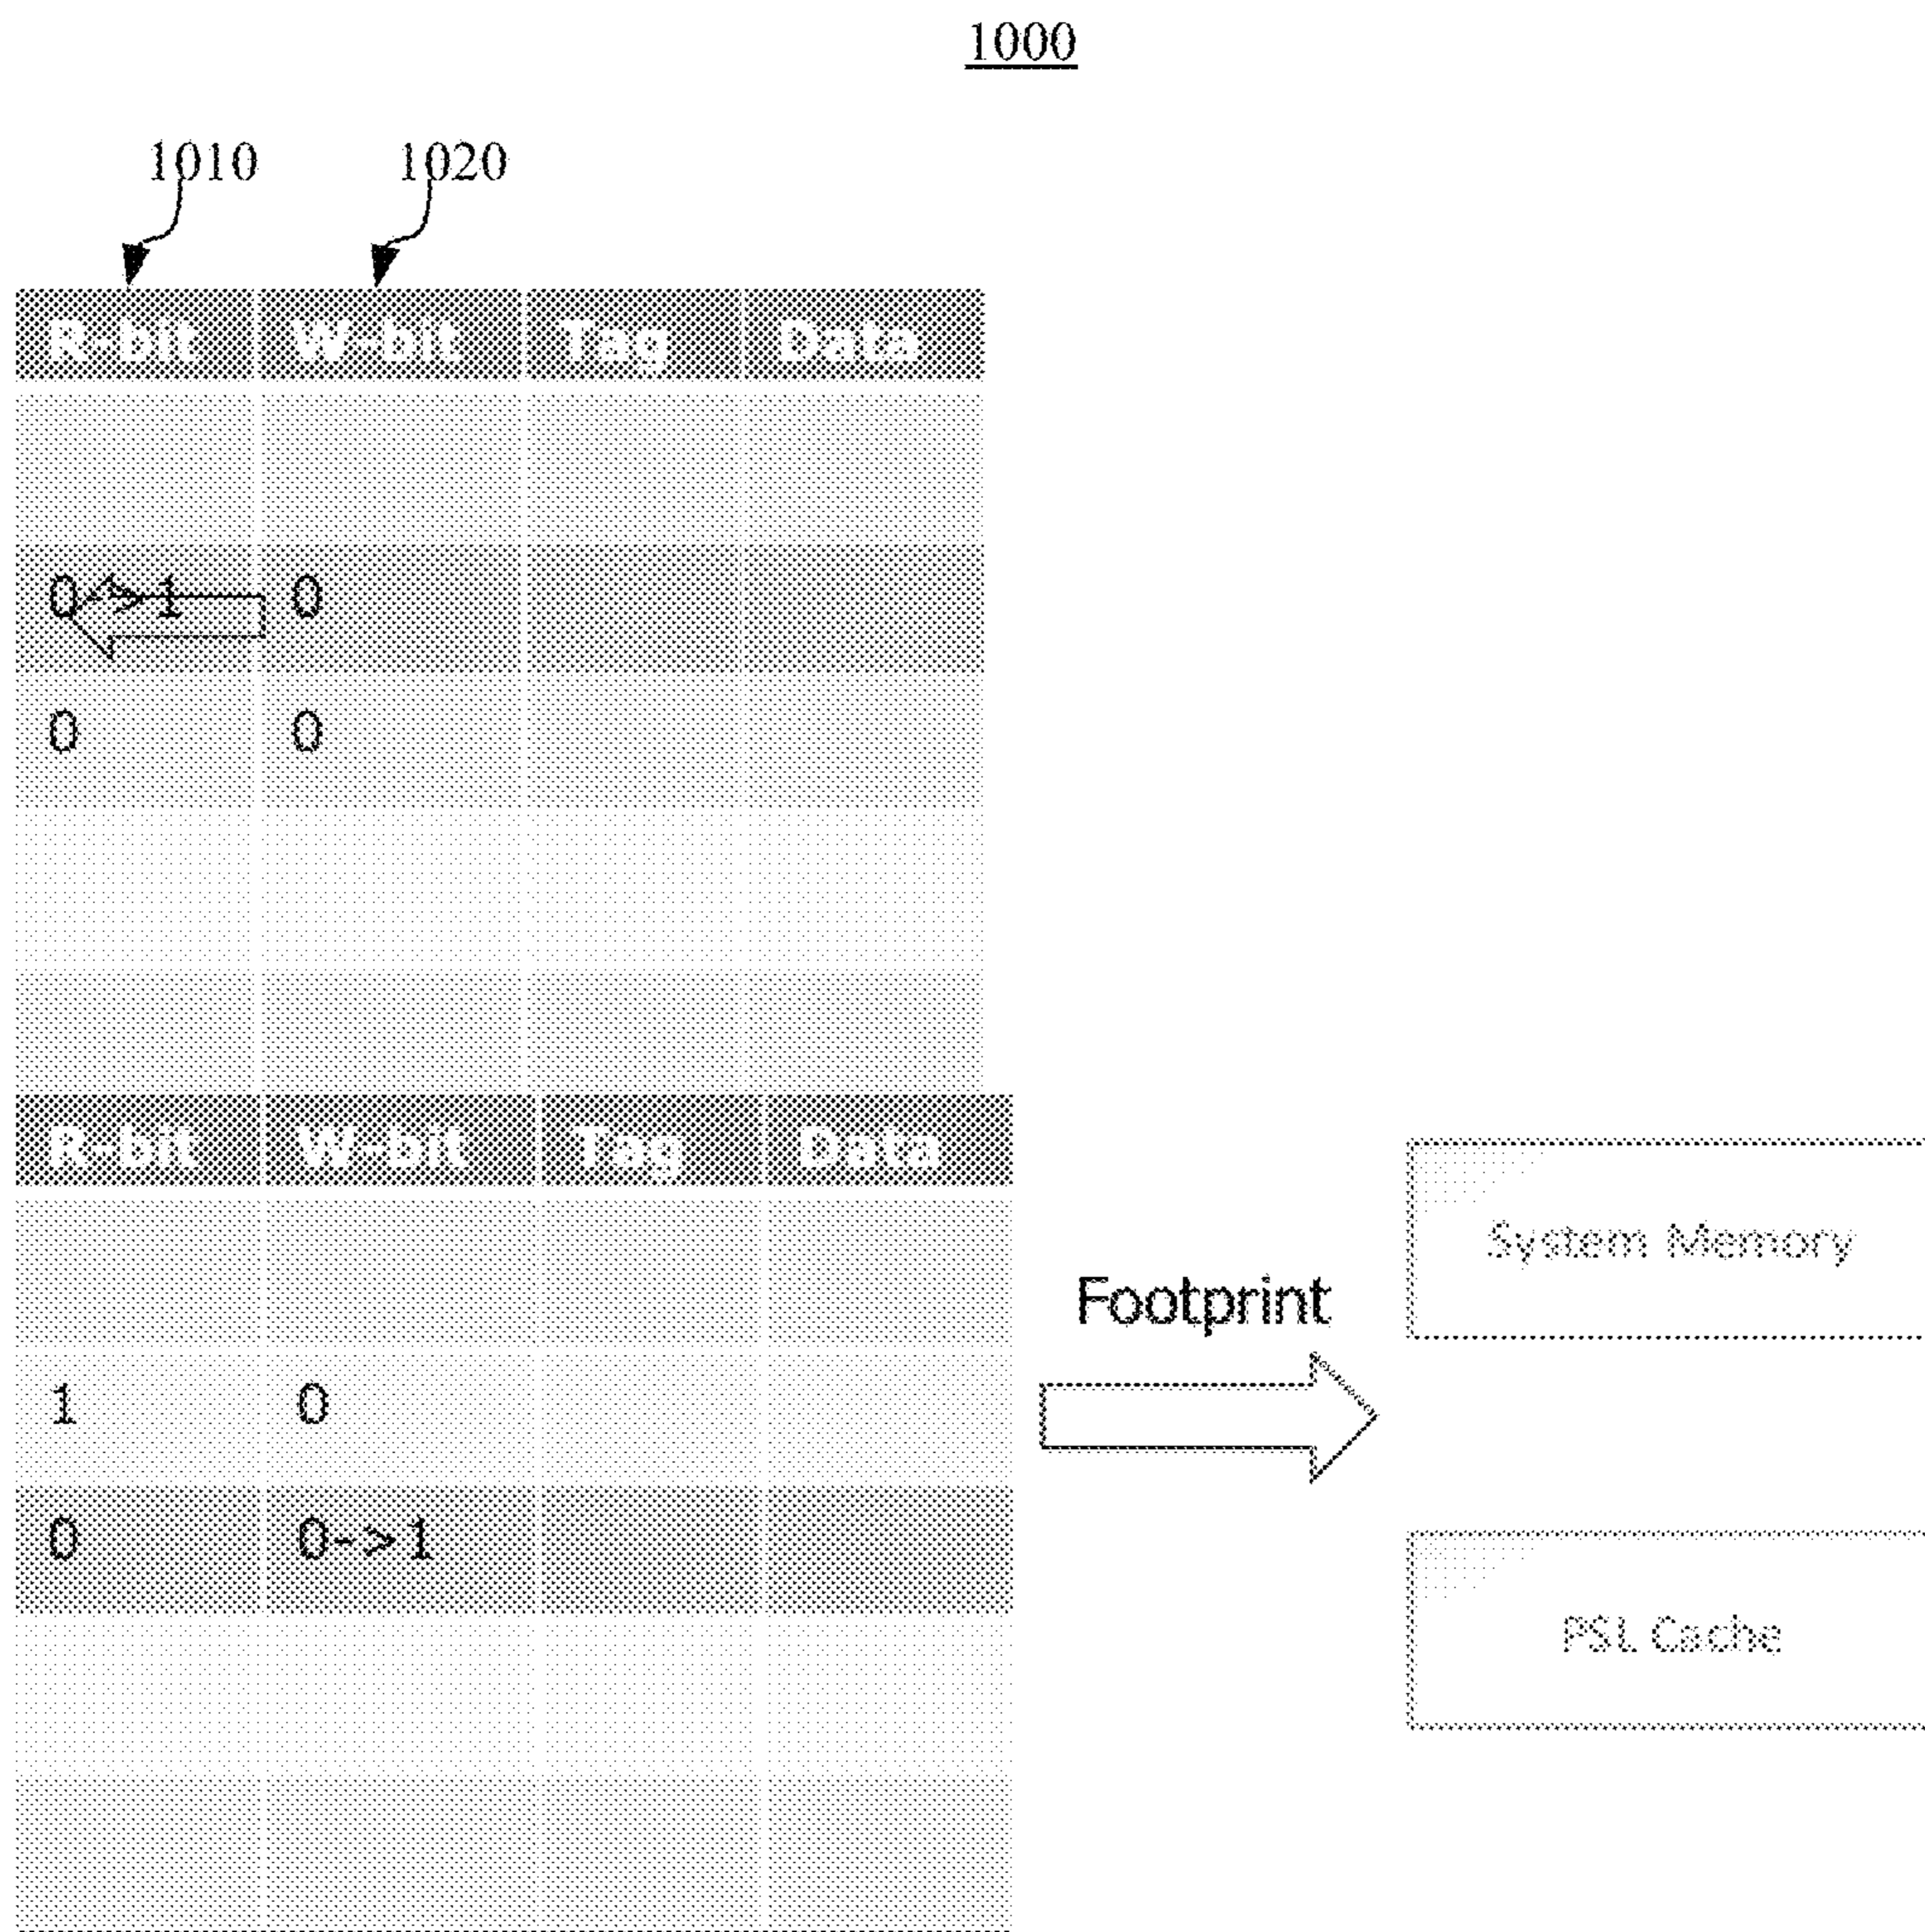 1000
1010 1020
R-bit W-bit Tag Data
0->1 0
0 0
R-bit W-bit Tag Data
System Memory
Footprint
1 0
0 0->1
PSL Cache